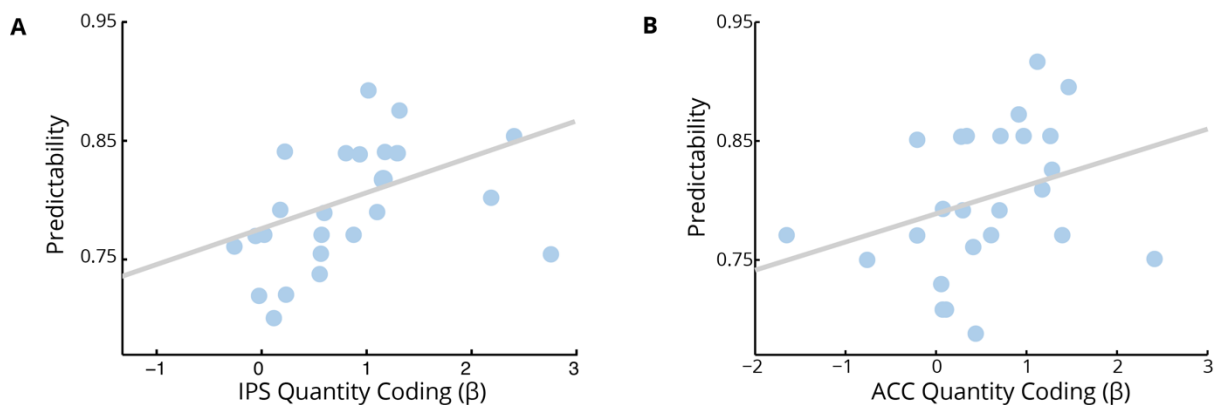 A
0.95
0.85
0.75
Predictability
−1
0
1
2
3
IPS Quantity Coding (β)
B
0.95
0.85
0.75
Predictability
−2
−1
0
1
2
3
ACC Quantity Coding (β)